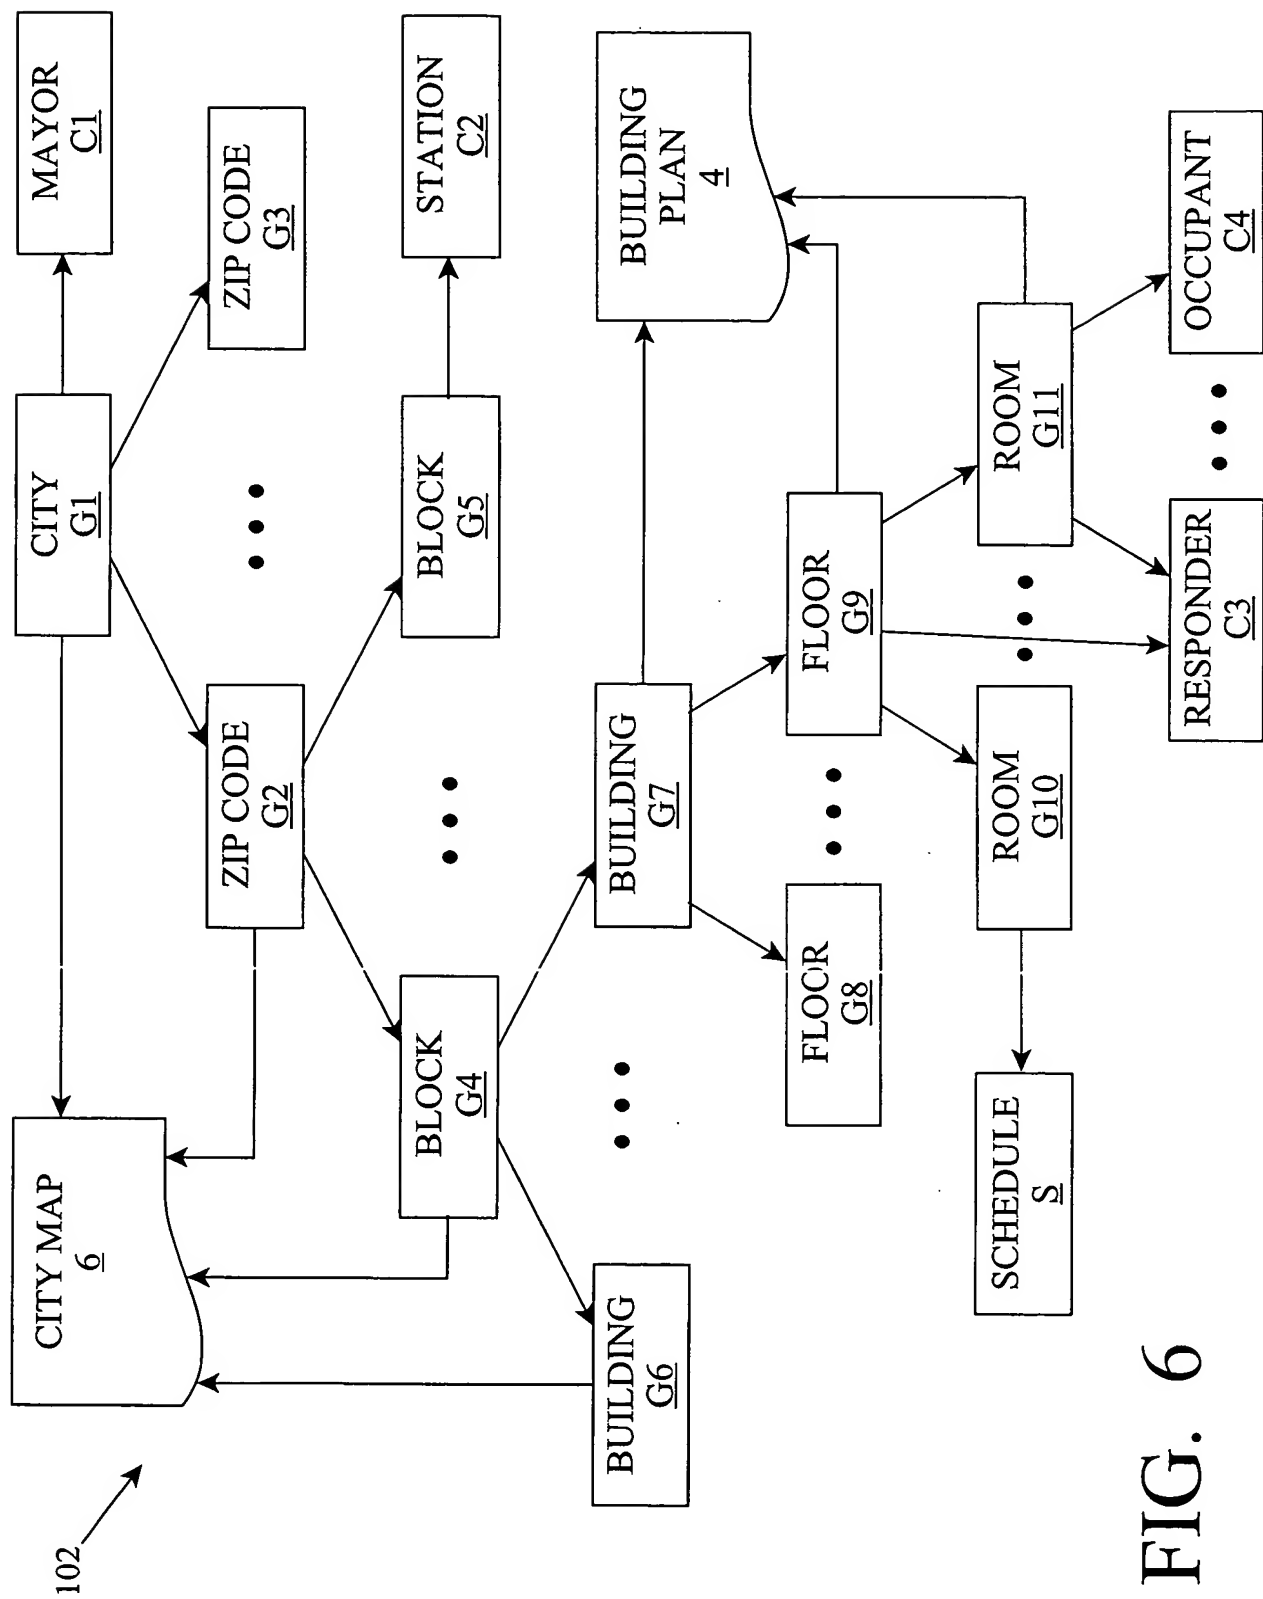 102
CITY MAP
6
CITY
G1
MAYOR
C1
ZIP CODE
G2
ZIP CODE
G3
BLOCK
G4
BLOCK
G5
STATION
C2
BUILDING
G6
BUILDING
G7
BUILDING
PLAN
4
FLOOR
G8
FLOOR
G9
SCHEDULE
S
ROOM
G10
ROOM
G11
RESPONDER
C3
OCCUPANT
C4
FIG. 6